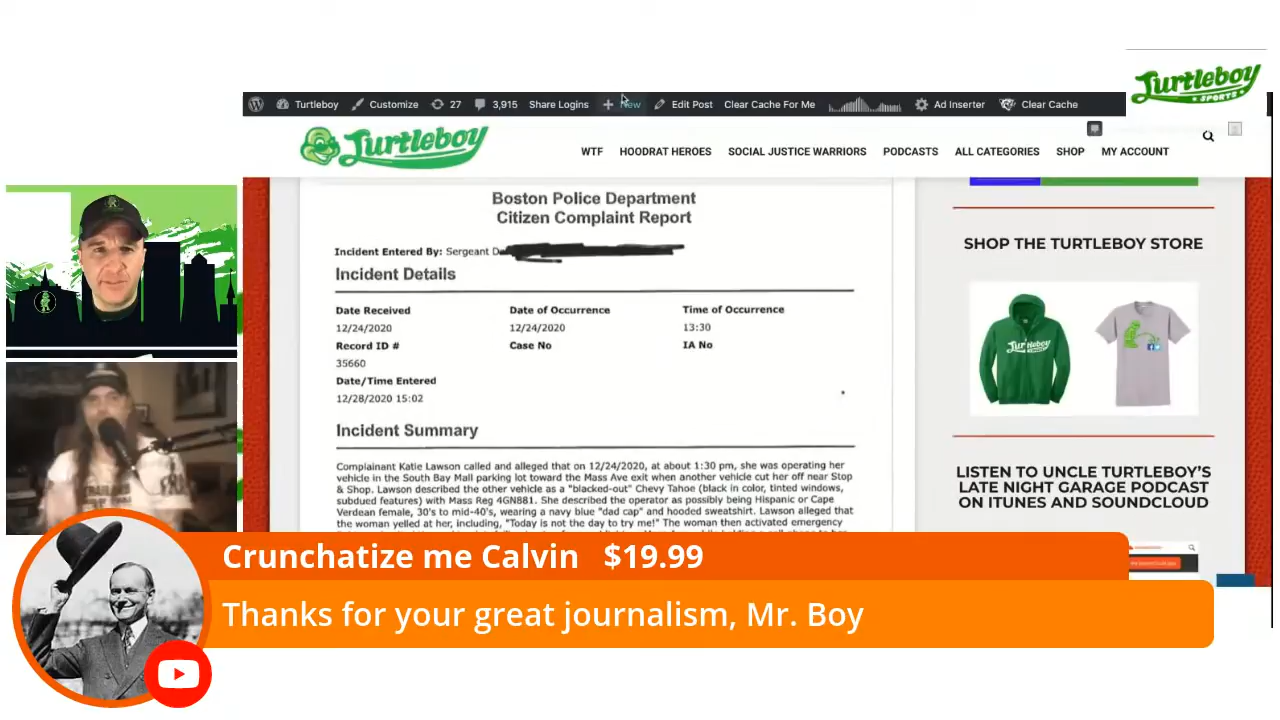 Turtleboy
SPORTS
Turtleboy Customize 27 3,915 Share Logins New Edit Post Clear Cache For Me Ad Inserter Clear Cache
Turtleboy
WTF HOODRAT HEROES SOCIAL JUSTICE WARRIORS PODCASTS ALL CATEGORIES SHOP MY ACCOUNT
Boston Police Department
Citizen Complaint Report
Incident Entered By: Sergeant
Incident Details
Date Received Date of Occurrence Time of Occurrence
12/24/2020 12/24/2020 13:30
Record ID # Case No IA No
35660
Date/Time Entered
12/28/2020 15:02
Incident Summary
Complainant Katie Lawson called and alleged that on 12/24/2020, at about 1:30 pm, she was operating her
vehicle in the South Bay Mall parking lot toward the Mass Ave exit when another vehicle cut her off near Stop
& Shop. Lawson described the other vehicle as a "blacked-out" Chevy Tahoe (black in color, tinted windows,
subdued features) with Mass Reg 4GN881. She described the operator as possibly being Hispanic or Cape
Verdean female, 30's to mid-40's, wearing a navy blue "dad cap" and hooded sweatshirt. Lawson alleged that
the woman yelled at her, including, "Today is not the day to try me!" The woman then activated emergency
SHOP THE TURTLEBOY STORE
Turtleboy
LISTEN TO UNCLE TURTLEBOY'S
LATE NIGHT GARAGE PODCAST
ON ITUNES AND SOUNDCLOUD
Crunchatize me Calvin $19.99
Thanks for your great journalism, Mr. Boy